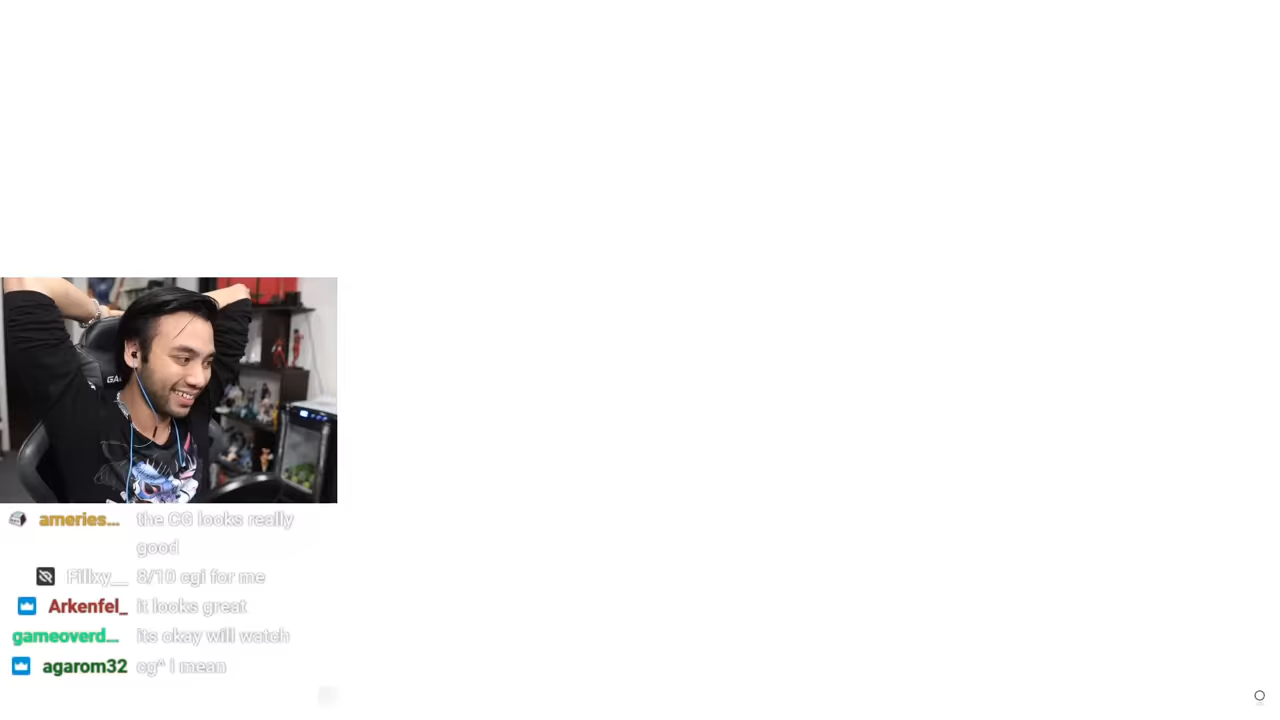 GA
ameries... the CG looks really
good
Fillxy__ 8/10 cgi for me
Arkenfel_ it looks great
gameoverd... its okay will watch
agarom32 cg^ i mean